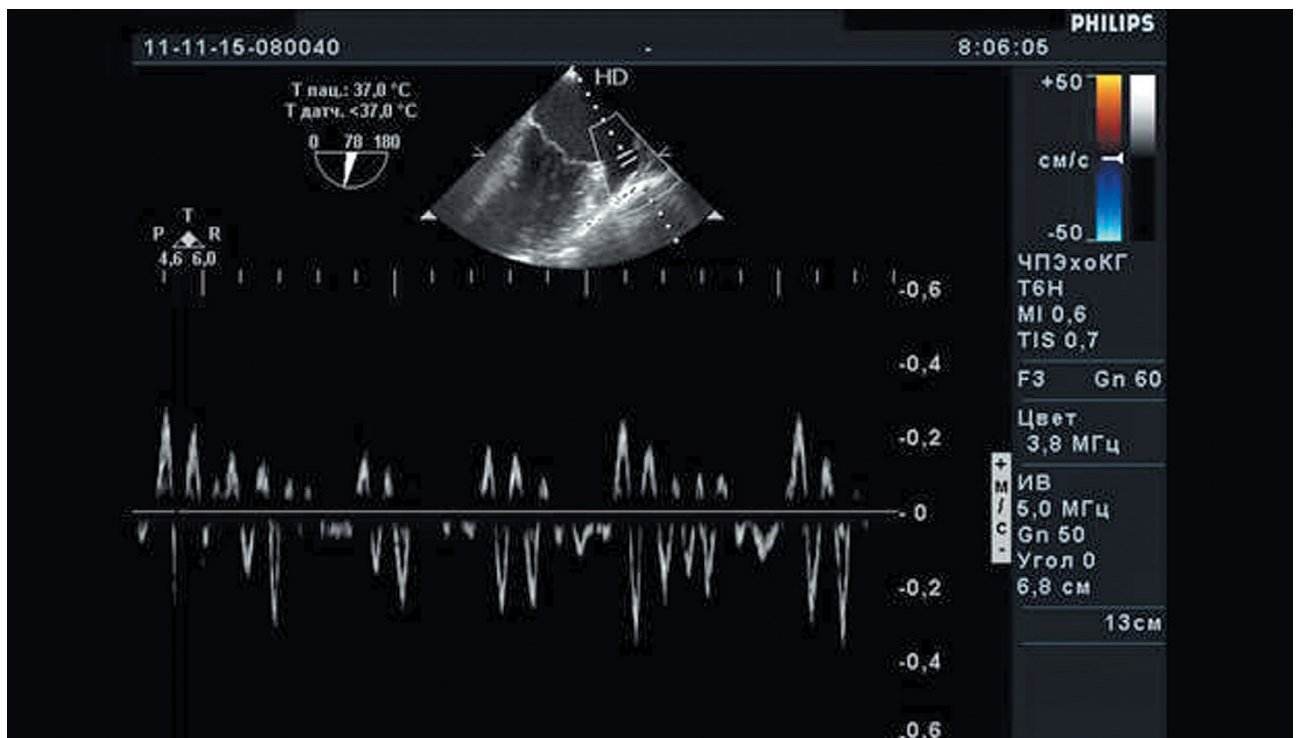 PHILIPS
11-11-15-080040 - 8:06:05
HD
T пац.: 37,0 °C
T датч. <37,0 °C
0 78 180
T
P R
4,6 6,0
+50
см/с
-50
ЧПЭхоКГ
T6H
MI 0,6
TIS 0,7
F3 Gn 60
Цвет
3,8 МГц
ИВ
5,0 МГц
Gn 50
Угол 0
6,8 см
13см
-0,6
-0,4
-0,2
- 0
-0,2
-0,4
-0,6
+ м/с -